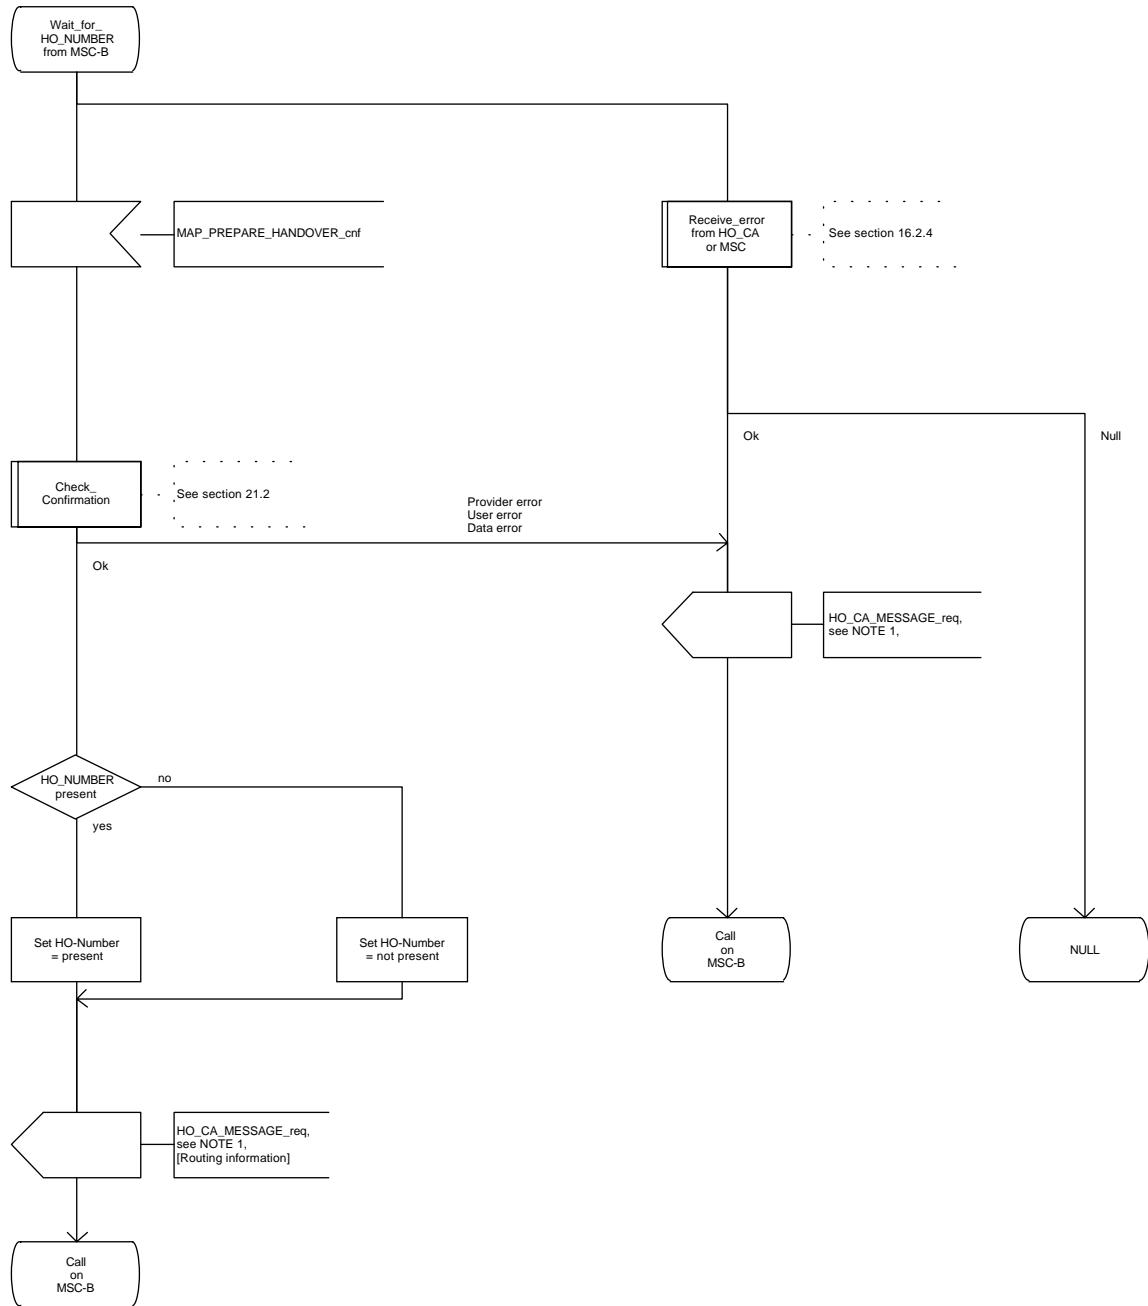 Wait_for_
HO_NUMBER
from MSC-B
MAP_PREPARE_HANDOVER_cnf
Receive_error
from HO_CA
or MSC
See section 16.2.4
Ok
Null
Check_
Confirmation
See section 21.2
Provider error
User error
Data error
Ok
HO_CA_MESSAGE_req,
see NOTE 1,
HO_NUMBER
present
no
yes
Set HO-Number
= present
Set HO-Number
= not present
Call
on
MSC-B
NULL
HO_CA_MESSAGE_req,
see NOTE 1,
[Routing information]
Call
on
MSC-B